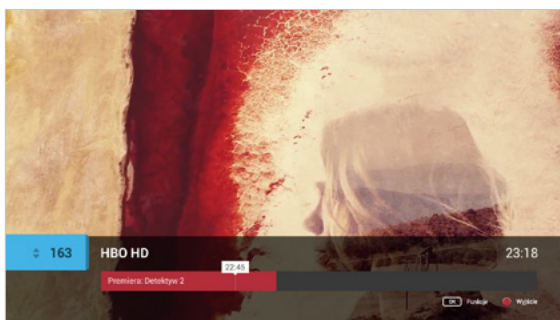 163 HBO HD 23:18
22:45
Premiera: Detektyw 2
OK Funkcje Wyjście